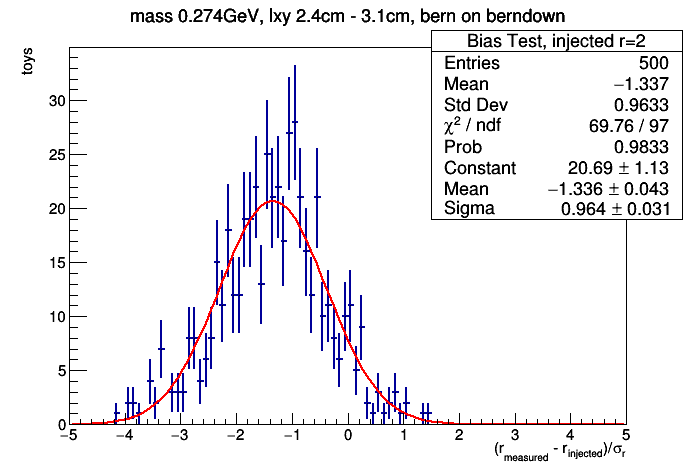 mass 0.274GeV, lxy 2.4cm - 3.1cm, bern on berndown
Bias Test, injected r=2
Entries 500
Mean −1.337
Std Dev 0.9633
χ² / ndf 69.76 / 97
Prob 0.9833
Constant 20.69 ± 1.13
Mean −1.336 ± 0.043
Sigma 0.964 ± 0.031
toys
30
25
20
15
10
5
0
−5 −4 −3 −2 −1 0 1 2 3 4 5
(r_measured - r_injected)/σ_r